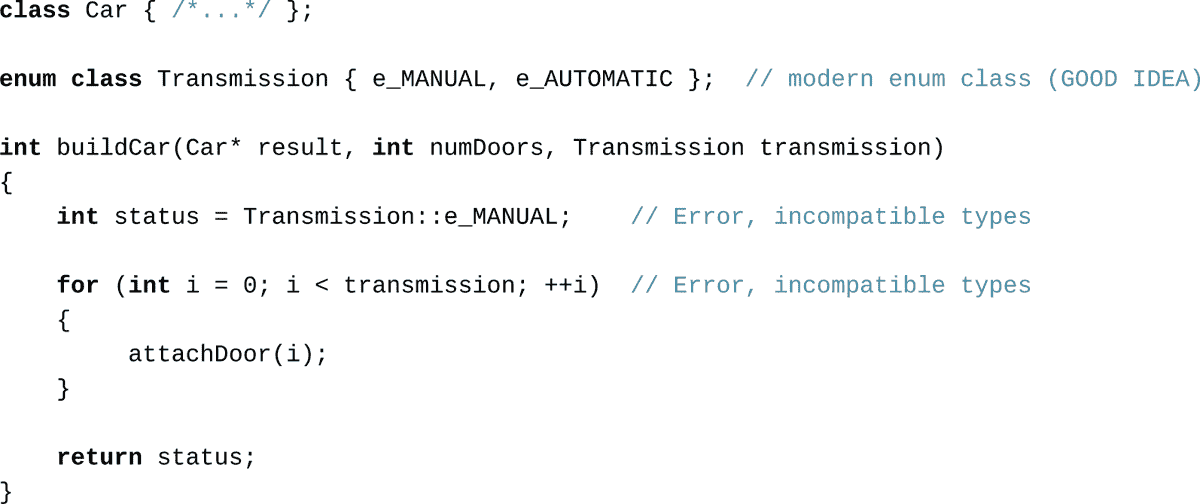 class Car { /*...*/ };
enum class Transmission { e_MANUAL, e_AUTOMATIC };  // modern enum class (GOOD IDEA)
int buildCar(Car* result, int numDoors, Transmission transmission)
{
    int status = Transmission::e_MANUAL;    // Error, incompatible types
    for (int i = 0; i < transmission; ++i)  // Error, incompatible types
    {
         attachDoor(i);
    }
    return status;
}